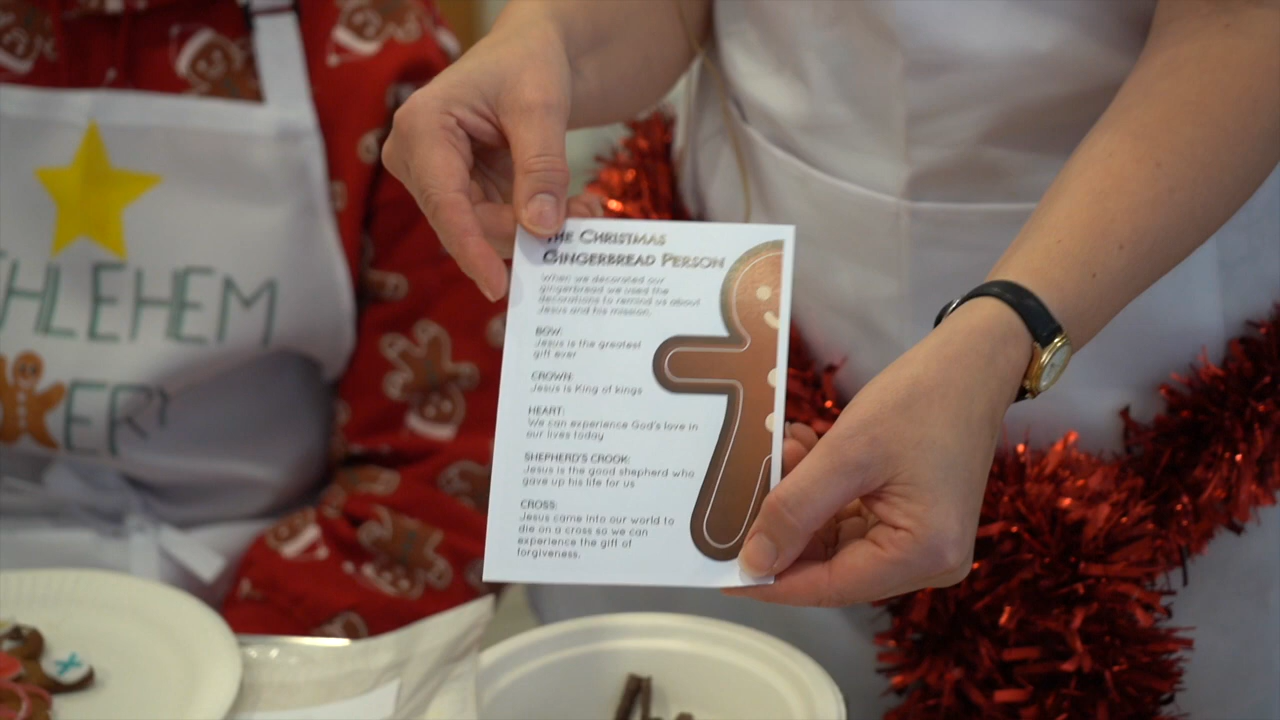 THE CHRISTMAS
GINGERBREAD PERSON
When we decorated our
gingerbread we used the
decorations to remind us about
Jesus and his mission.
BOW:
Jesus is the greatest
gift ever
CROWN:
Jesus is King of kings
HEART:
We can experience God's love in
our lives today
SHEPHERD'S CROOK:
Jesus is the good shepherd who
gave up his life for us
CROSS:
Jesus came into our world to
die on a cross so we can
experience the gift of
forgiveness.
HLEHEM
ER'